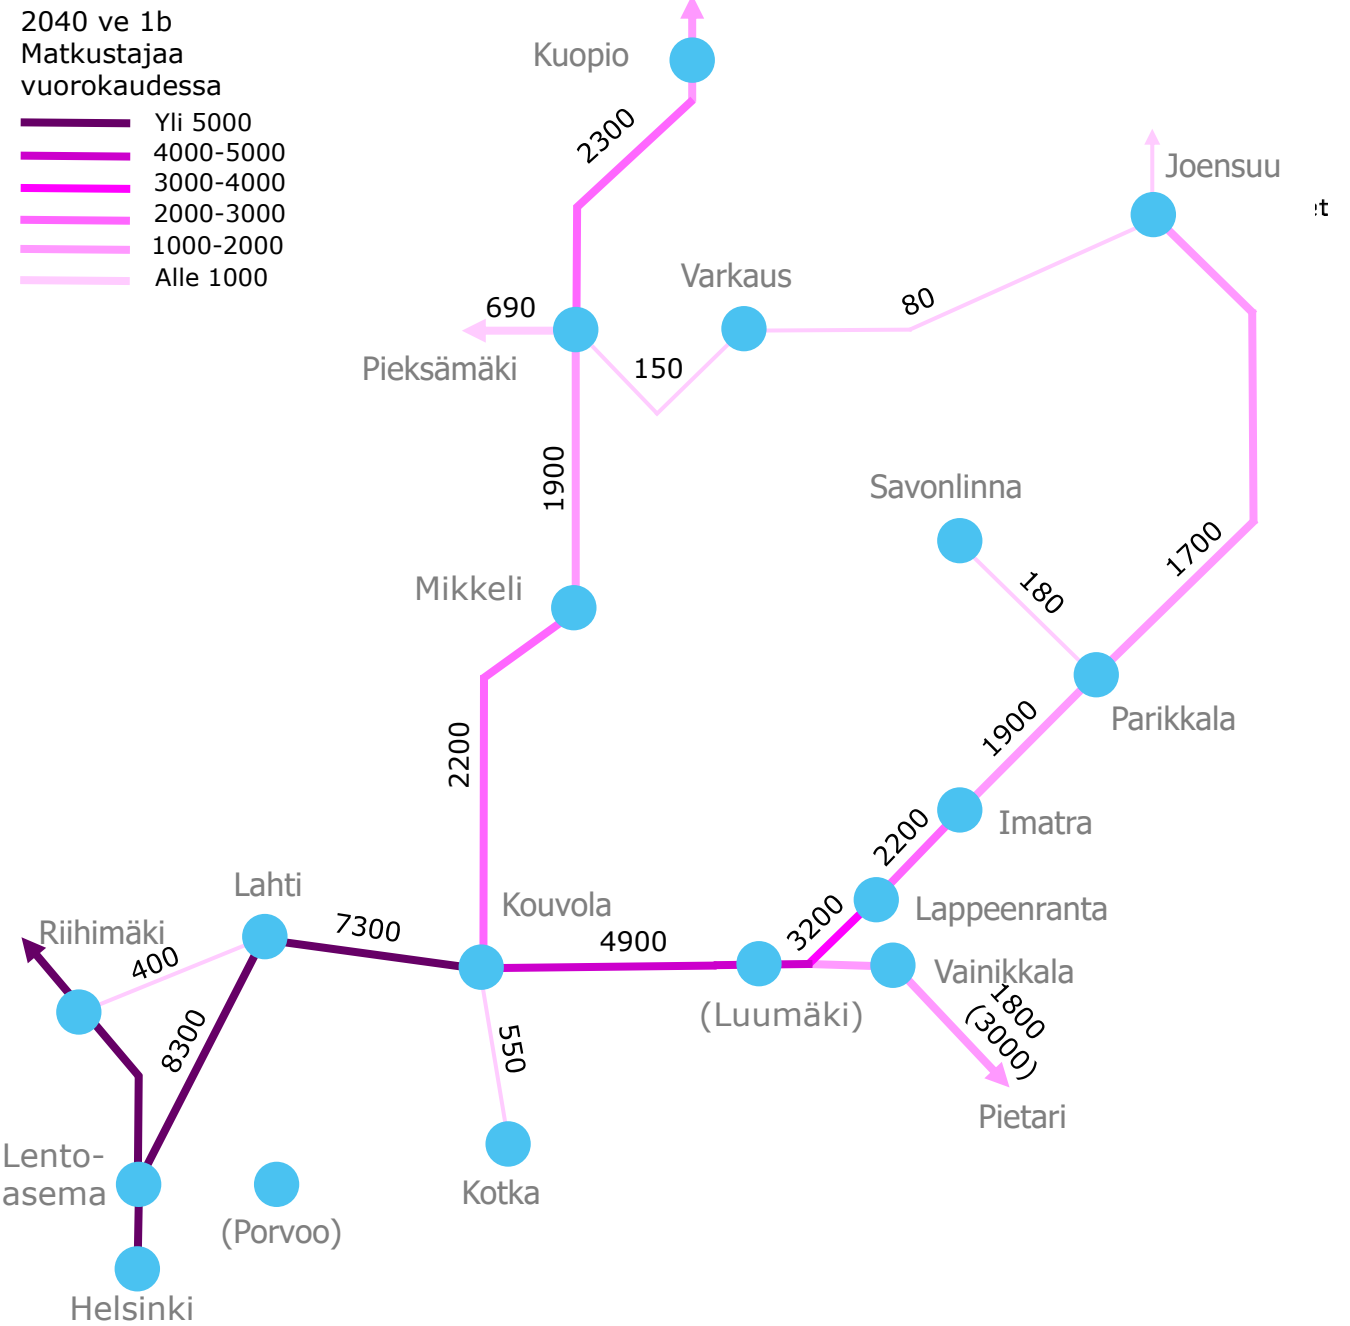 2040 ve 1b
Matkustajaa
vuorokaudessa
Yli 5000
4000-5000
3000-4000
2000-3000
1000-2000
Alle 1000
Kuopio
2300
Joensuu
Varkaus
80
690
Pieksämäki
150
1900
Savonlinna
1700
180
Mikkeli
Parikkala
1900
2200
Imatra
2200
Lahti
Kouvola
Lappeenranta
7300
3200
4900
Riihimäki
400
Vainikkala
(Luumäki)
1800
(3000)
8300
550
Pietari
Lento-
asema
Kotka
(Porvoo)
Helsinki